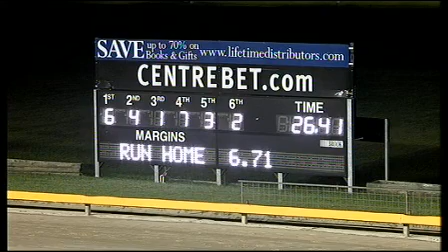 SAVE up to 70% on Books & Gifts www.lifetimedistributors.com
CENTREBET.com
1ST 2ND 3RD 4TH 5TH 6TH TIME
6 4 1 7 3 2 26.41
MARGINS
RUN HOME 6.71